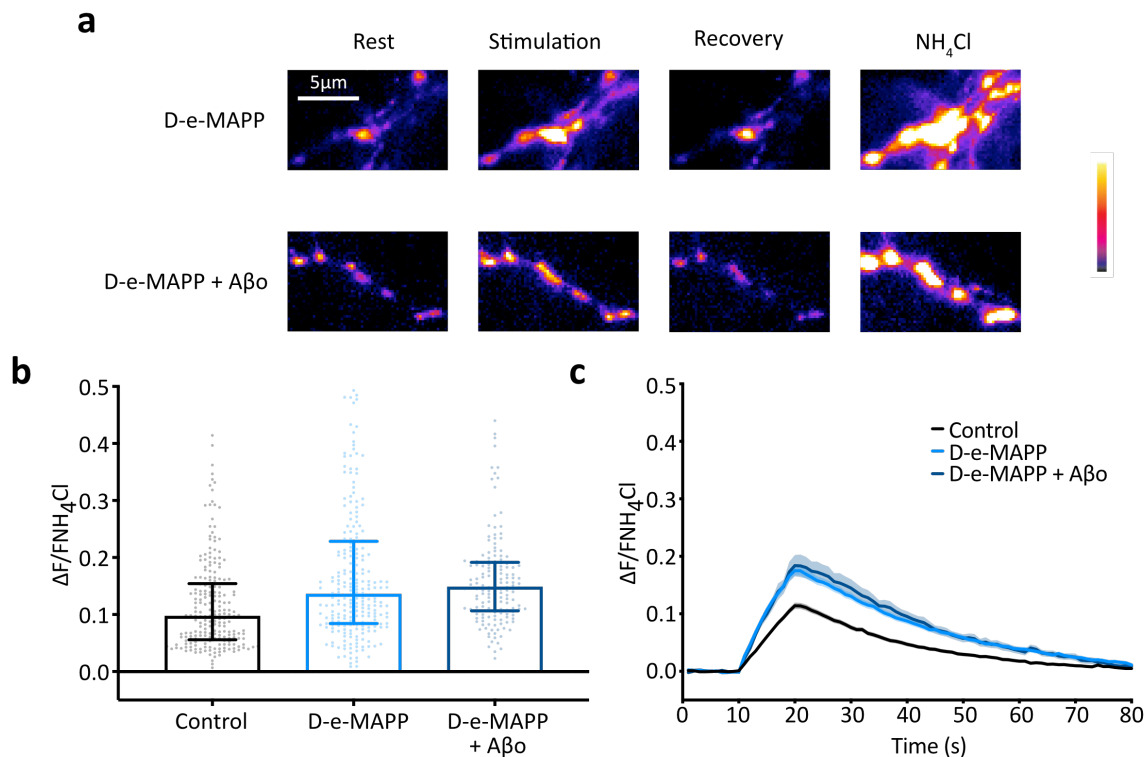 a
Rest
Stimulation
Recovery
NH₄Cl
5µm
D-e-MAPP
D-e-MAPP + Aβo
b
ΔF/FNH₄Cl
0.5
0.4
0.3
0.2
0.1
0.0
Control
D-e-MAPP
D-e-MAPP
+ Aβo
c
ΔF/FNH₄Cl
0.5
0.4
0.3
0.2
0.1
0.0
Control
D-e-MAPP
D-e-MAPP + Aβo
0
10
20
30
40
50
60
70
80
Time (s)